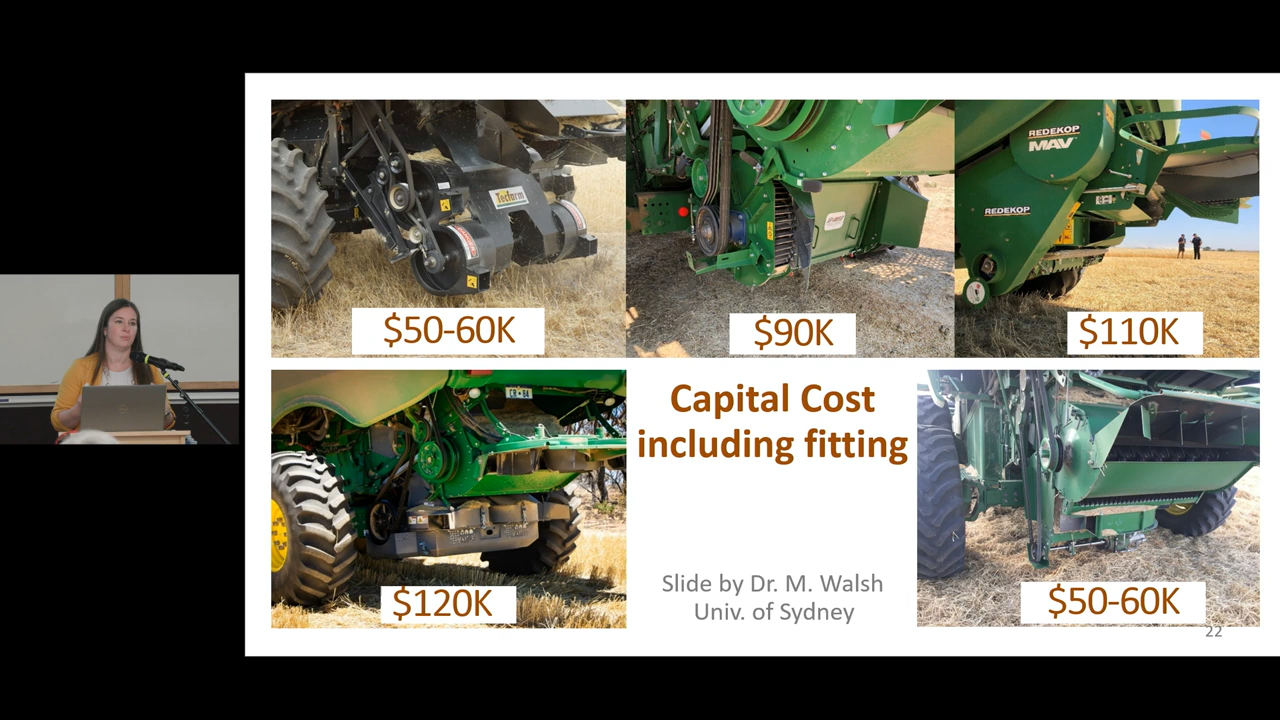 Tecfarm
REDEKOP
MAV
REDEKOP
$50-60K
$90K
$110K
Capital Cost
including fitting
$120K
Slide by Dr. M. Walsh
Univ. of Sydney
$50-60K
22